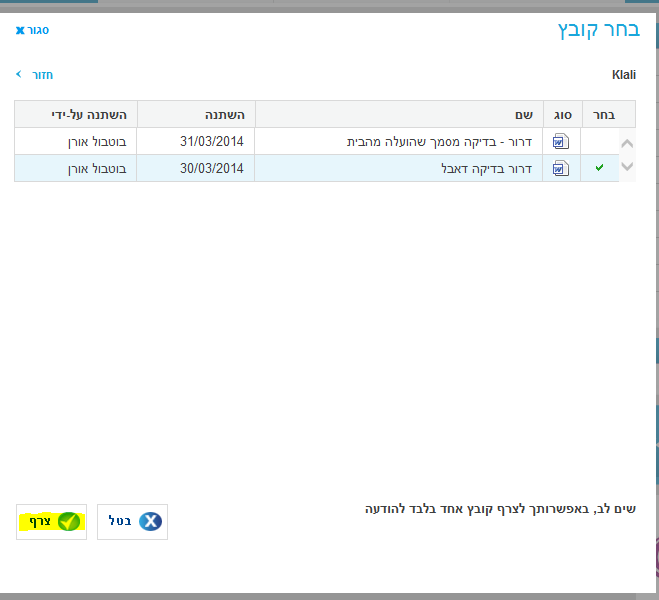 בחר קובץ
סגור x
Klali
חזור
בחר סוג שם השתנה השתנה על-ידי
דרור - בדיקה מסמך שהועלה מהבית 31/03/2014 בוטבול אורן
דרור בדיקה דאבל 30/03/2014 בוטבול אורן
שים לב, באפשרותך לצרף קובץ אחד בלבד להודעה
בטל
צרף